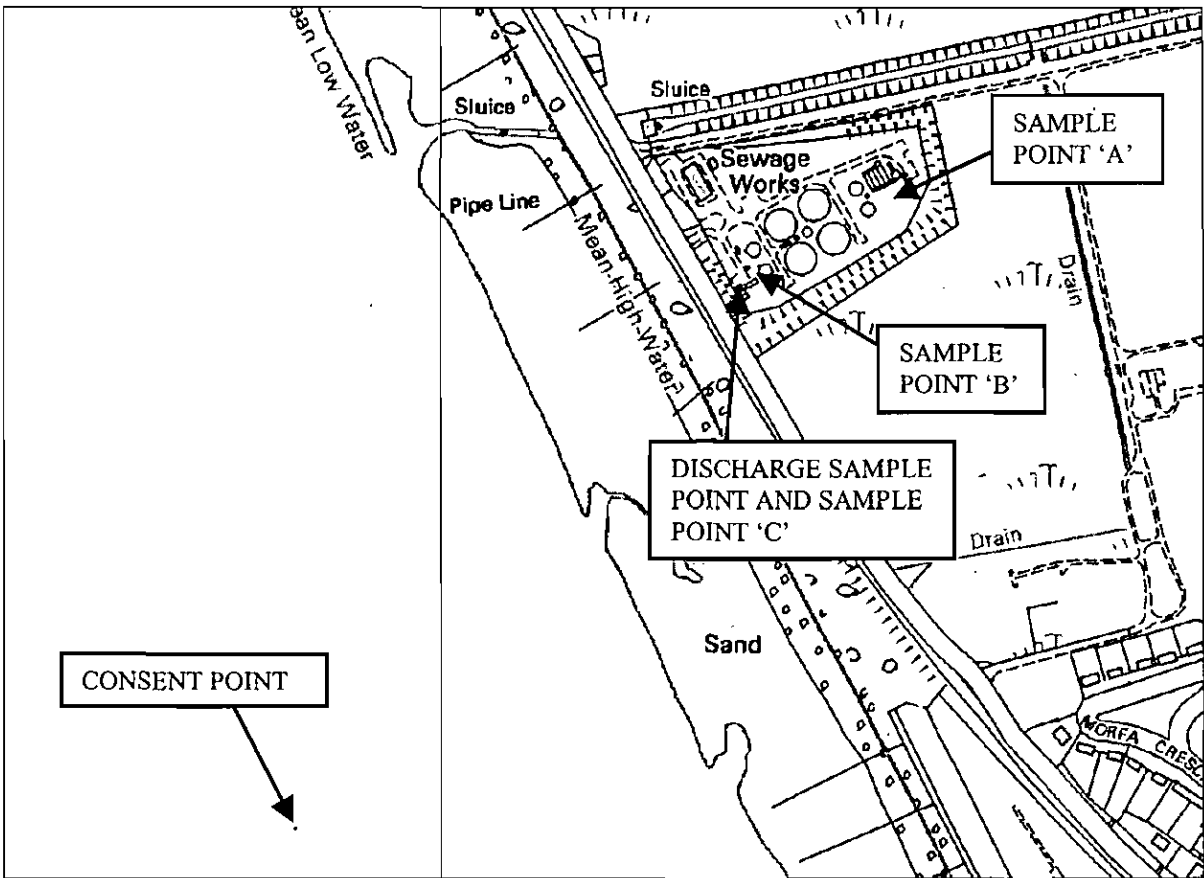 ean Low Water
Sluice
Sluice
SAMPLE
POINT 'A'
Sewage
Works
Pipe Line
Mean High Water
Drain
SAMPLE
POINT 'B'
DISCHARGE SAMPLE
POINT AND SAMPLE
POINT 'C'
Drain
Sand
CONSENT POINT
MORFA CRESC